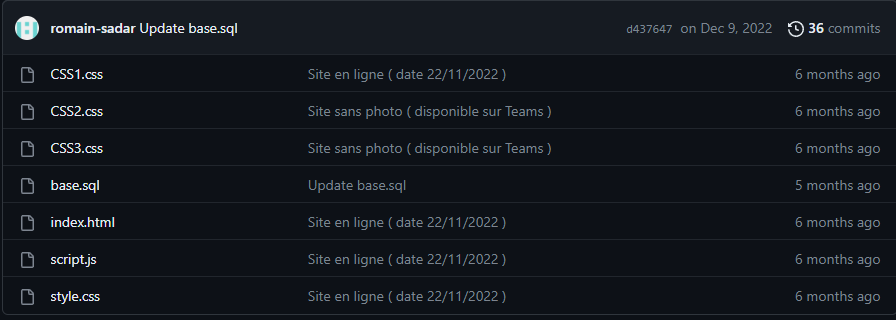 romain-sadar Update base.sql d437647 on Dec 9, 2022 36 commits
CSS1.css Site en ligne ( date 22/11/2022 ) 6 months ago
CSS2.css Site sans photo ( disponible sur Teams ) 6 months ago
CSS3.css Site sans photo ( disponible sur Teams ) 6 months ago
base.sql Update base.sql 5 months ago
index.html Site en ligne ( date 22/11/2022 ) 6 months ago
script.js Site en ligne ( date 22/11/2022 ) 6 months ago
style.css Site en ligne ( date 22/11/2022 ) 6 months ago